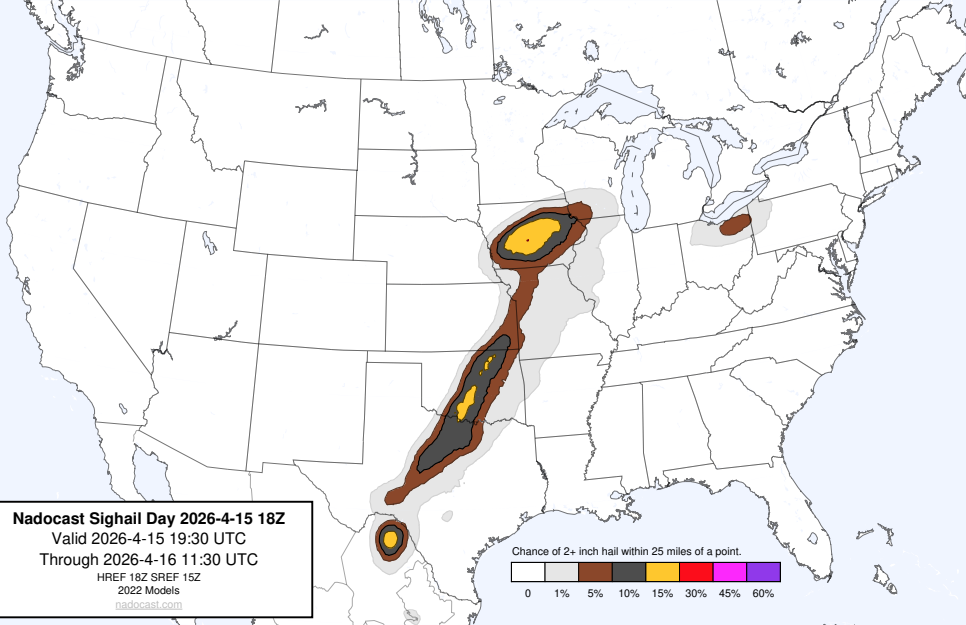 Nadocast Sighail Day 2026-4-15 18Z
Valid 2026-4-15 19:30 UTC
Through 2026-4-16 11:30 UTC
HREF 18Z SREF 15Z
2022 Models
nadocast.com
Chance of 2+ inch hail within 25 miles of a point.
0 1% 5% 10% 15% 30% 45% 60%